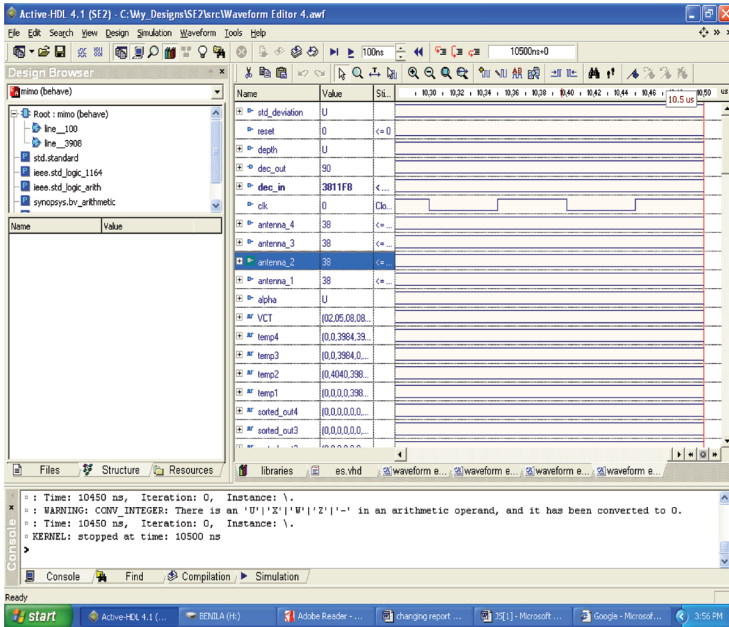 Active-HDL 4.1 (SE2) - C:\My_Designs\SE2\src\Waveform Editor 4.awf
File Edit Search View Design Simulation Waveform Tools Help
100ns 10500ns+0
Design Browser
mimo (behave)
Root : mimo (behave)
line__100
line__3908
std.standard
ieee.std_logic_1164
ieee.std_logic_arith
synopsys.bv_arithmetic
Name Value
Files Structure Resources
Name Value Sti...
10,30 10,32 10,34 10,36 10,38 10,40 10,42 10,44 10,46 10,50 us
10.5 us
std_deviation U
reset 0 <= 0
depth U
dec_out 90
dec_in 3811F8 <...
clk 0 Clo...
antenna_4 38 <= ...
antenna_3 38 <= ...
antenna_2 38 <= ...
antenna_1 38 <= ...
alpha U
VCT (02,05,08,08...
temp4 (0,0,3984,39...
temp3 (0,0,3984,0,...
temp2 (0,4040,398...
temp1 (0,0,0,0,398...
sorted_out4 (0,0,0,0,0,0,...
sorted_out3 (0,0,0,0,0,0,...
libraries es.vhd waveform e... waveform e... waveform e... waveform e...
: Time: 10450 ns, Iteration: 0, Instance: \.
: WARNING: CONV_INTEGER: There is an 'U'|'X'|'W'|'Z'|'-' in an arithmetic operand, and it has been converted to 0.
: Time: 10450 ns, Iteration: 0, Instance: \.
KERNEL: stopped at time: 10500 ns
>
Console
Console Find Compilation Simulation
Ready
start Active-HDL 4.1 (... BENILA (H:) Adobe Reader - ... changing report ... JS[1] - Microsoft ... Google - Microsof... 3:56 PM